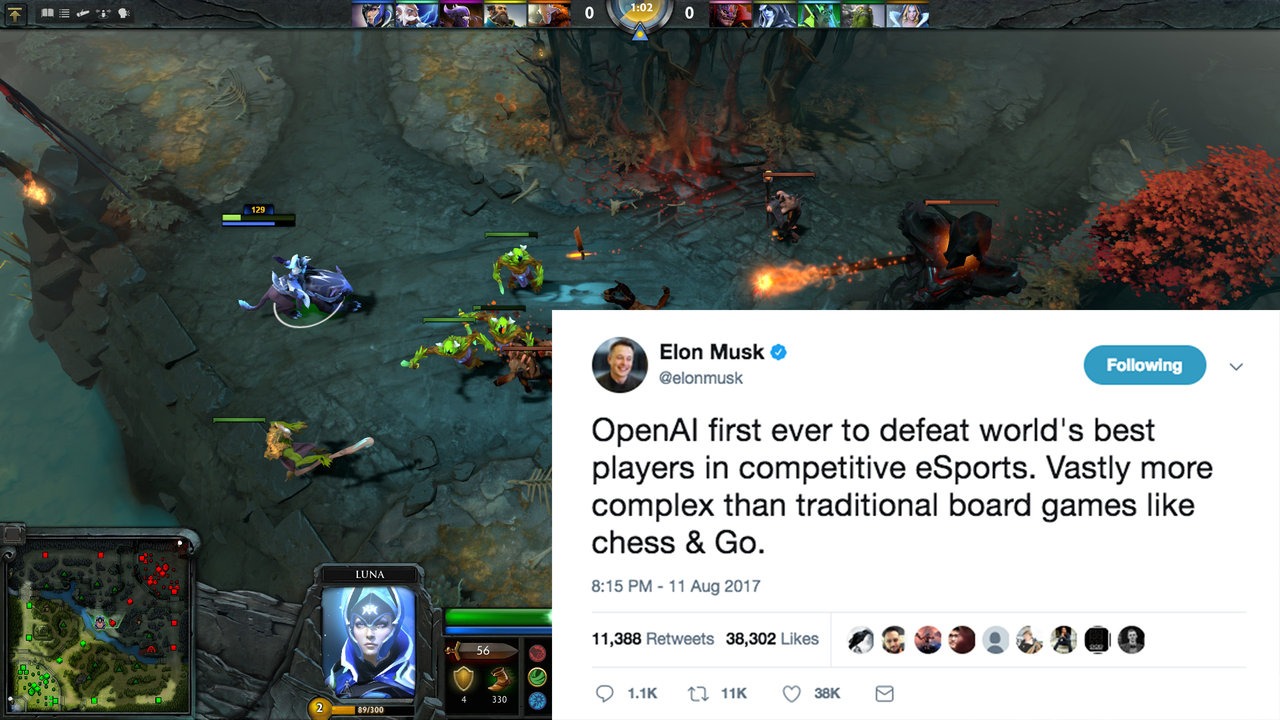 0
1:02
0
129
Elon Musk
@elonmusk
Following
OpenAI first ever to defeat world's best
players in competitive eSports. Vastly more
complex than traditional board games like
chess & Go.
8:15 PM - 11 Aug 2017
11,388 Retweets 38,302 Likes
1.1K 11K 38K
LUNA
56
4 330
2
89/300